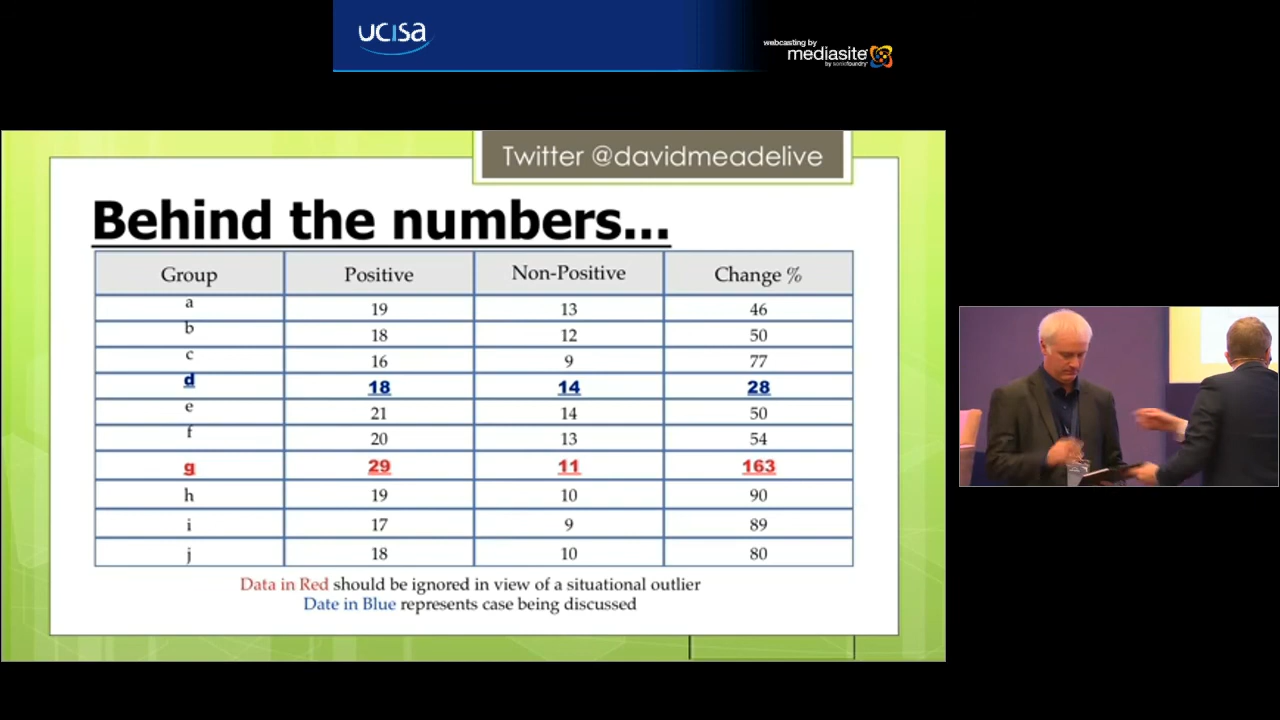 ucisa
webcasting by
mediasite
by sonicfoundry
Twitter @davidmeadelive
Behind the numbers...
Group Positive Non-Positive Change %
a 19 13 46
b 18 12 50
c 16 9 77
d 18 14 28
e 21 14 50
f 20 13 54
g 29 11 163
h 19 10 90
i 17 9 89
j 18 10 80
Data in Red should be ignored in view of a situational outlier
Date in Blue represents case being discussed